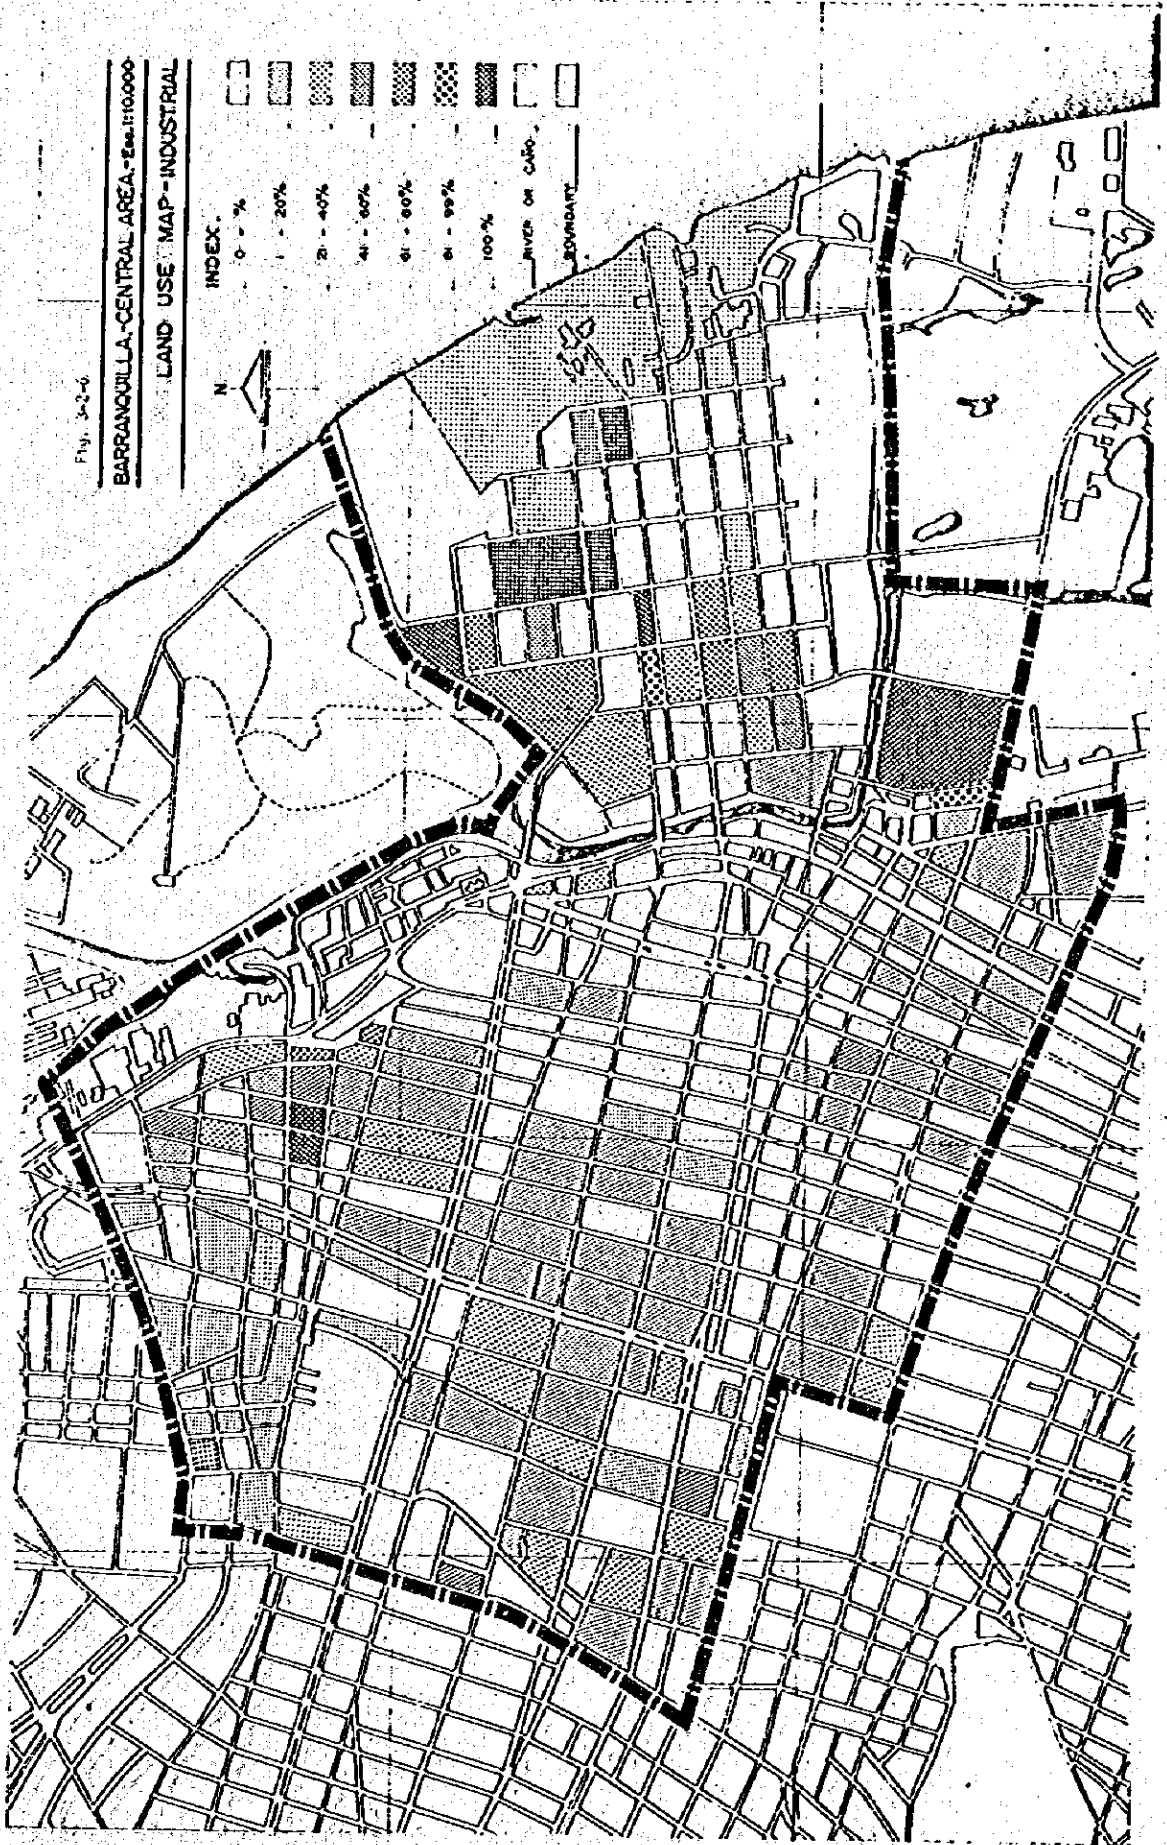 Fig. 3-2-6
BARRANQUILLA-CENTRAL AREA-Esc. 1:10.000
LAND USE MAP-INDUSTRIAL
INDEX.
0 - %
1 - 20%
21 - 40%
41 - 60%
61 - 80%
81 - 99%
100 %
RIVER OR CAÑO
BOUNDARY
N